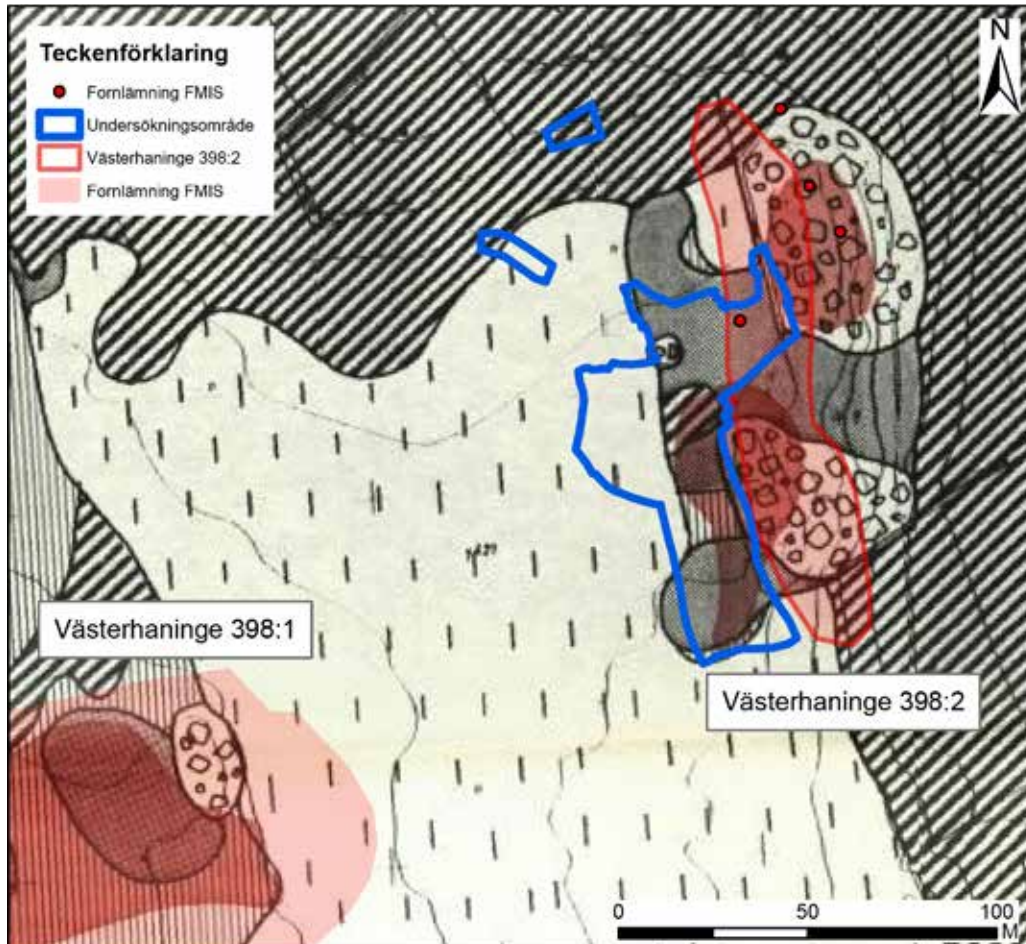 Teckenförklaring
Fornlämning FMIS
Undersökningsområde
Västerhaninge 398:2
Fornlämning FMIS
N
Västerhaninge 398:1
Västerhaninge 398:2
0 50 100
M